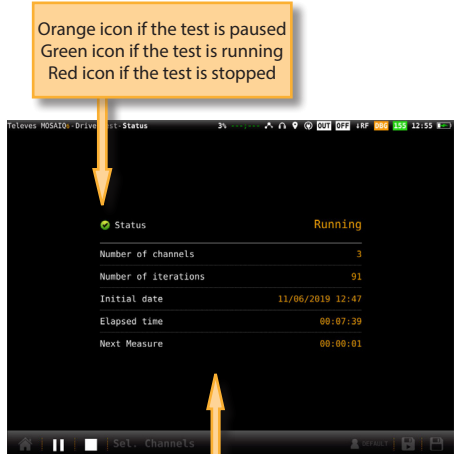 Orange icon if the test is paused
Green icon if the test is running
Red icon if the test is stopped
Televes MOSAIQ6-Drive Test-Status 3% OUT OFF ↓RF DBG 155 12:55
Status Running
Number of channels 3
Number of iterations 91
Initial date 11/06/2019 12:47
Elapsed time 00:07:39
Next Measure 00:00:01
Sel. Channels DEFAULT